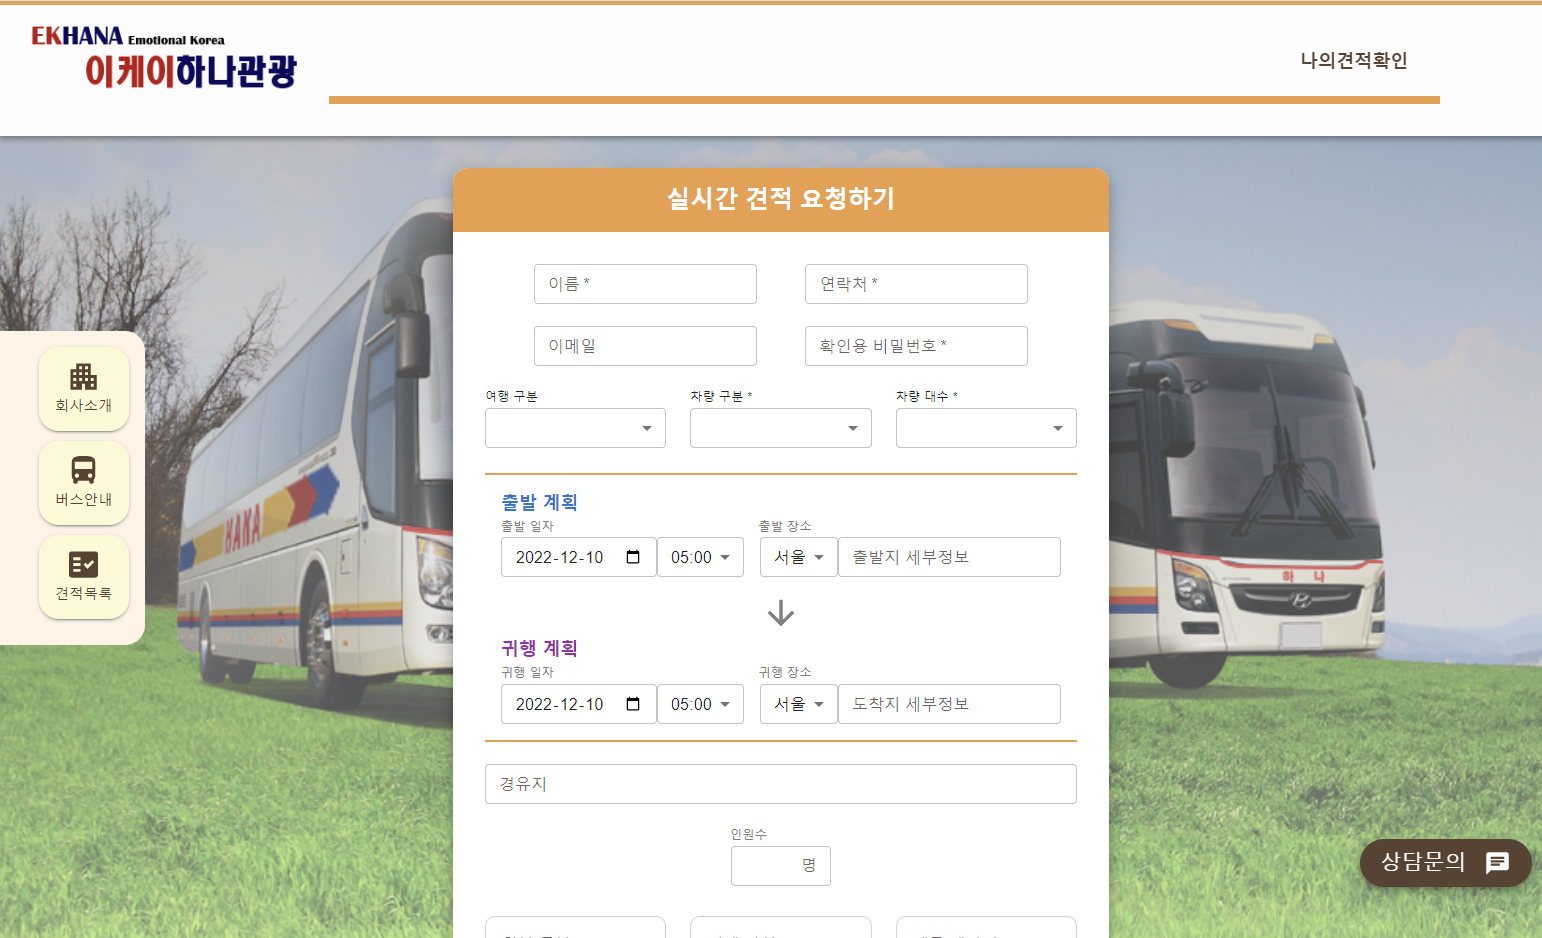 EKHANA Emotional Korea
이케이하나관광
나의견적확인
실시간 견적 요청하기
이름 *
연락처 *
이메일
확인용 비밀번호 *
여행 구분
차량 구분 *
차량 대수 *
회사소개
버스안내
견적목록
출발 계획
출발 일자
출발 장소
2022-12-10
05:00
서울
출발지 세부정보
귀행 계획
귀행 일자
귀행 장소
2022-12-10
05:00
서울
도착지 세부정보
경유지
인원수
명
상담문의
HANA
하 나